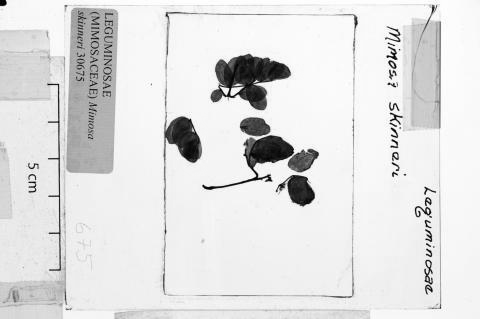 LEGUMINOSAE
(MIMOSACEAE) Mimosa
skinneri 30675
Mimosa skinneri
Leguminosae
5 cm
675